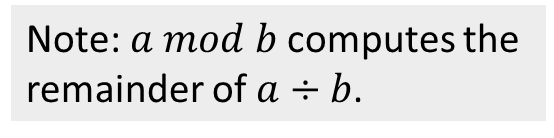 Note: a mod b computes the
remainder of a ÷ b.